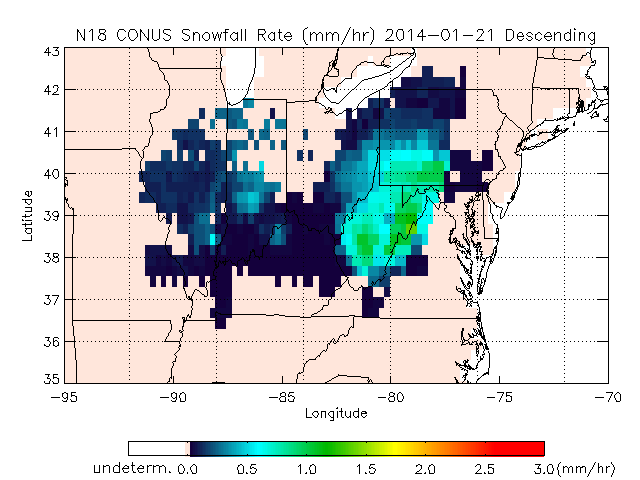 N18 CONUS Snowfall Rate (mm/hr) 2014-01-21 Descending
43
42
41
40
39
38
37
36
35
Latitude
-95 -90 -85 -80 -75 -70
Longitude
undeterm. 0.0 0.5 1.0 1.5 2.0 2.5 3.0(mm/hr)